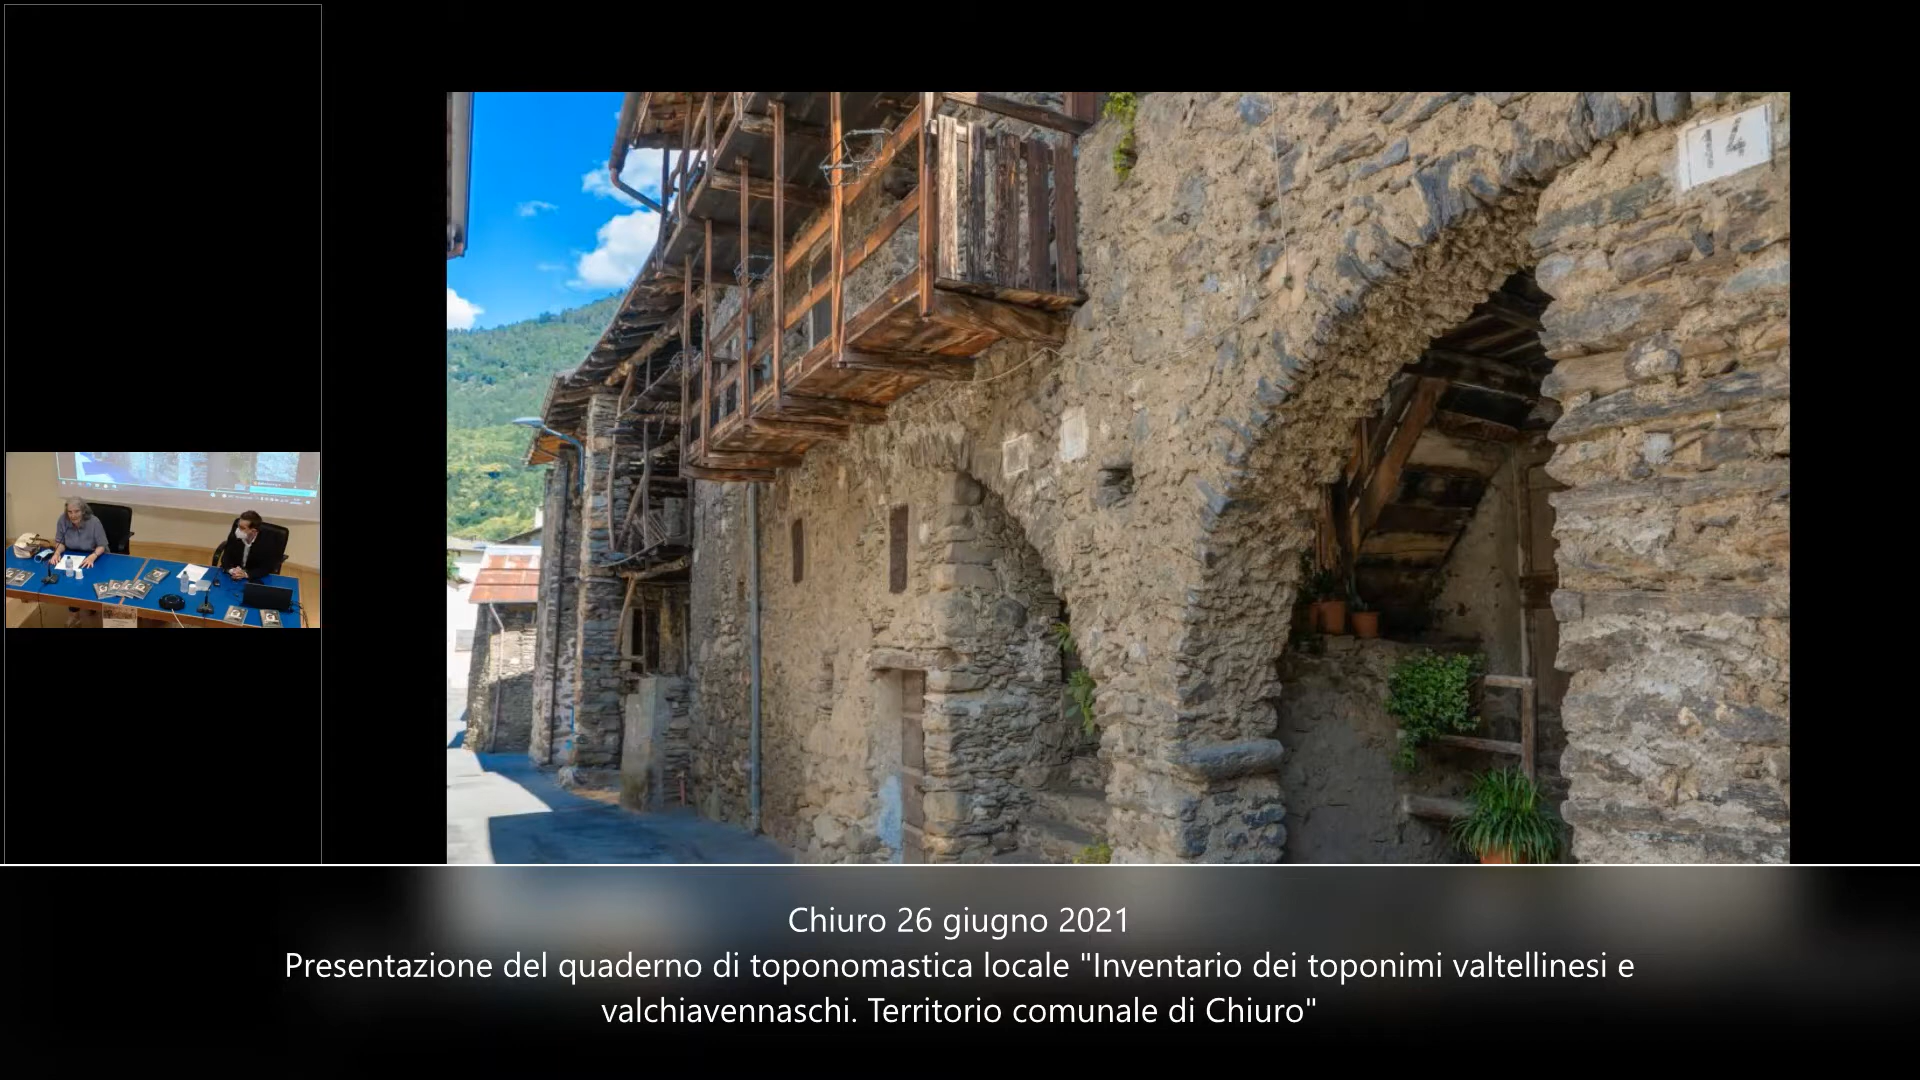 14
Chiuro 26 giugno 2021
Presentazione del quaderno di toponomastica locale "Inventario dei toponimi valtellinesi e
valchiavennaschi. Territorio comunale di Chiuro"